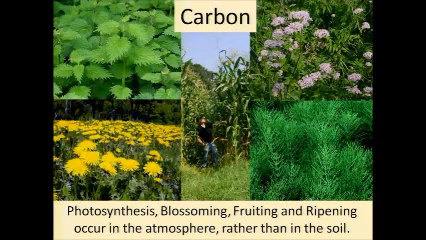 Carbon
Photosynthesis, Blossoming, Fruiting and Ripening
occur in the atmosphere, rather than in the soil.